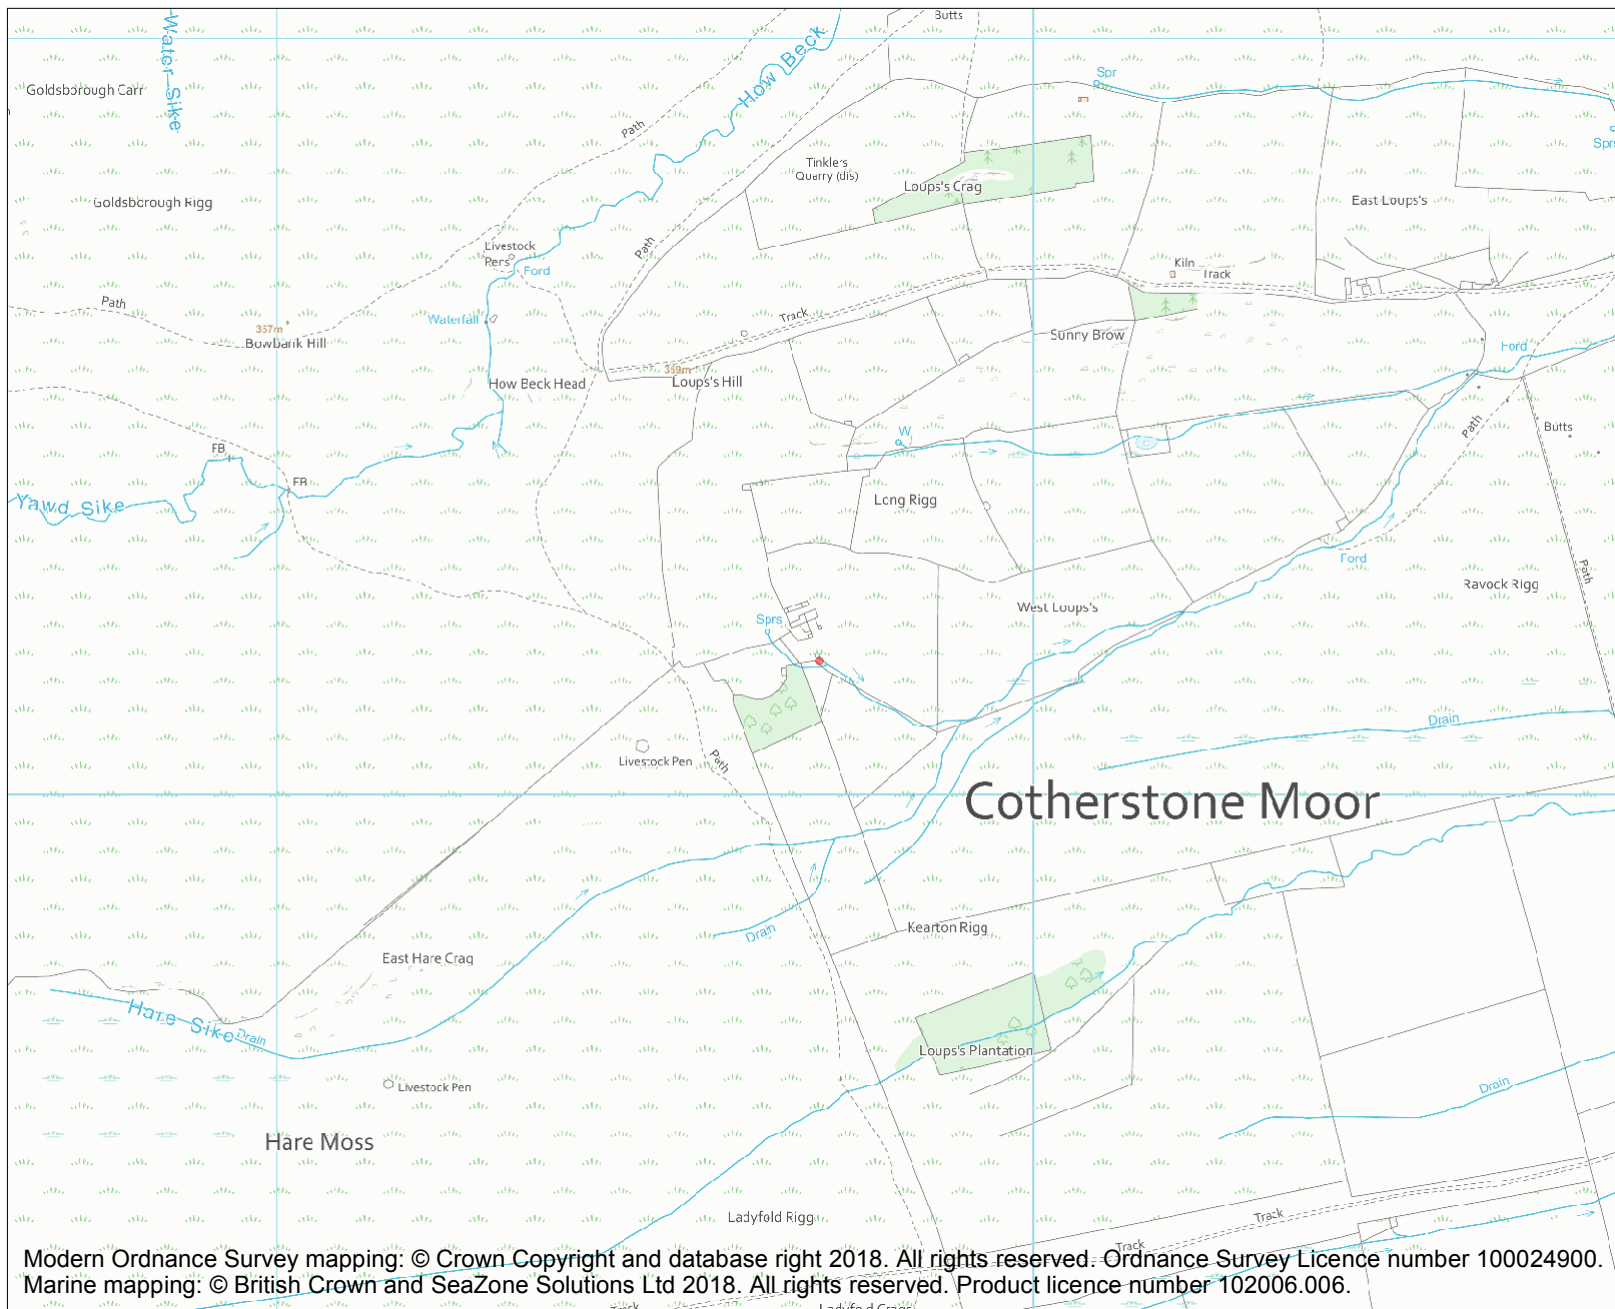 Butts
Water Sike
How Beck
Goldsborough Carr
Spr
Path
Sprs
Tinklers
Quarry (dis)
Loups's Crag
Goldsborough Rigg
East Loups's
Livestock
Pens
Path
Ford
Kiln
Track
Path
Waterfall
Track
367m
Bowbank Hill
Sunny Brow
Ford
359m
Loups's Hill
How Beck Head
W
Path
Butts
FB
FB
Yawd Sike
Long Rigg
Ford
Path
Ravock Rigg
West Loups's
Sprs
Drain
Livestock Pen
Path
Cotherstone Moor
Kearton Rigg
Drain
East Hare Crag
Hare Sike
Drain
Loups's Plantation
Livestock Pen
Drain
Hare Moss
Ladyfold Rigg
Track
Track
Modern Ordnance Survey mapping: © Crown Copyright and database right 2018. All rights reserved. Ordnance Survey Licence number 100024900.
Marine mapping: © British Crown and SeaZone Solutions Ltd 2018. All rights reserved. Product licence number 102006.006.